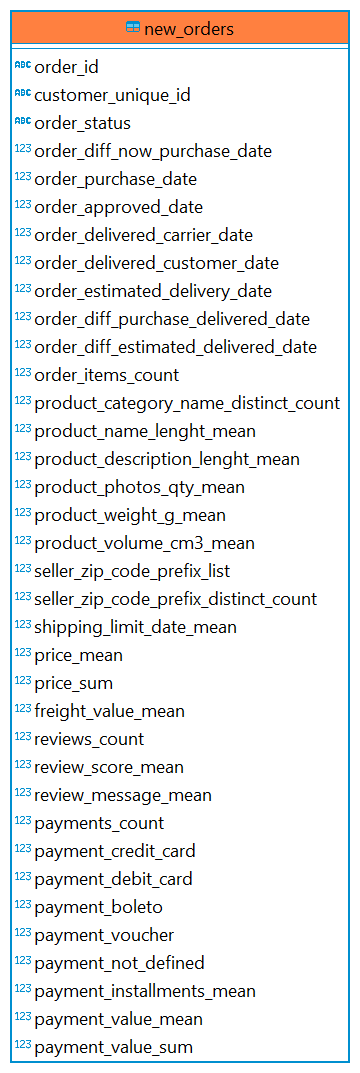 new_orders
ABC order_id
ABC customer_unique_id
ABC order_status
123 order_diff_now_purchase_date
123 order_purchase_date
123 order_approved_date
123 order_delivered_carrier_date
123 order_delivered_customer_date
123 order_estimated_delivery_date
123 order_diff_purchase_delivered_date
123 order_diff_estimated_delivered_date
123 order_items_count
123 product_category_name_distinct_count
123 product_name_lenght_mean
123 product_description_lenght_mean
123 product_photos_qty_mean
123 product_weight_g_mean
123 product_volume_cm3_mean
123 seller_zip_code_prefix_list
123 seller_zip_code_prefix_distinct_count
123 shipping_limit_date_mean
123 price_mean
123 price_sum
123 freight_value_mean
123 reviews_count
123 review_score_mean
123 review_message_mean
123 payments_count
123 payment_credit_card
123 payment_debit_card
123 payment_boleto
123 payment_voucher
123 payment_not_defined
123 payment_installments_mean
123 payment_value_mean
123 payment_value_sum